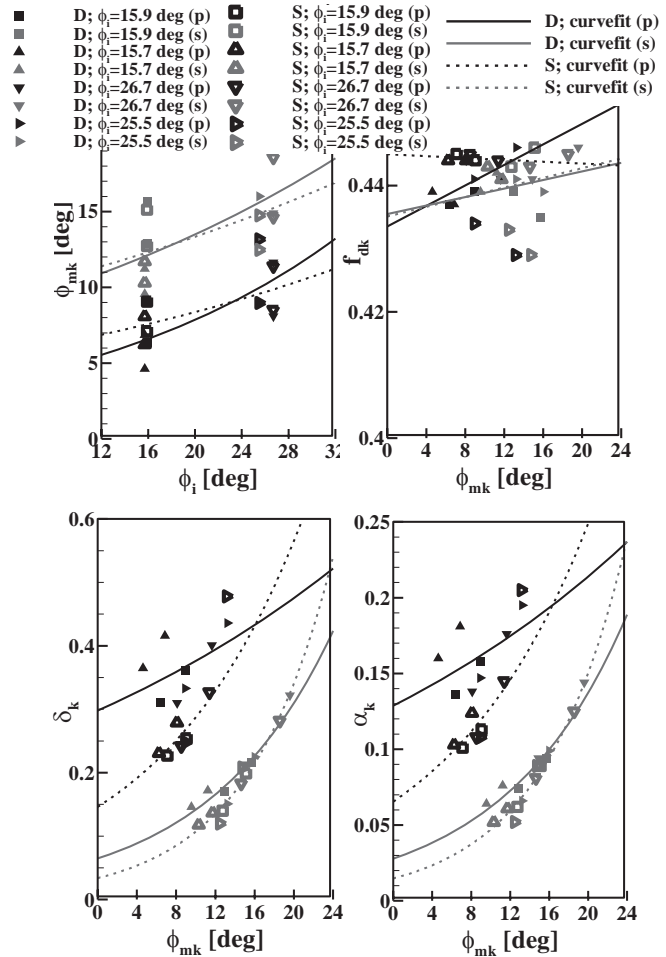 D; ϕi=15.9 deg (p)
D; ϕi=15.9 deg (s)
D; ϕi=15.7 deg (p)
D; ϕi=15.7 deg (s)
D; ϕi=26.7 deg (p)
D; ϕi=26.7 deg (s)
D; ϕi=25.5 deg (p)
D; ϕi=25.5 deg (s)
S; ϕi=15.9 deg (p)
S; ϕi=15.9 deg (s)
S; ϕi=15.7 deg (p)
S; ϕi=15.7 deg (s)
S; ϕi=26.7 deg (p)
S; ϕi=26.7 deg (s)
S; ϕi=25.5 deg (p)
S; ϕi=25.5 deg (s)
D; curvefit (p)
D; curvefit (s)
S; curvefit (p)
S; curvefit (s)
15
10
5
0
ϕmk [deg]
12 16 20 24 28 32
ϕi [deg]
0.44
0.42
0.4
fdk
0 4 8 12 16 20 24
ϕmk [deg]
0.6
0.4
0.2
0
δk
0 4 8 12 16 20 24
ϕmk [deg]
0.25
0.2
0.15
0.1
0.05
0
αk
0 4 8 12 16 20 24
ϕmk [deg]